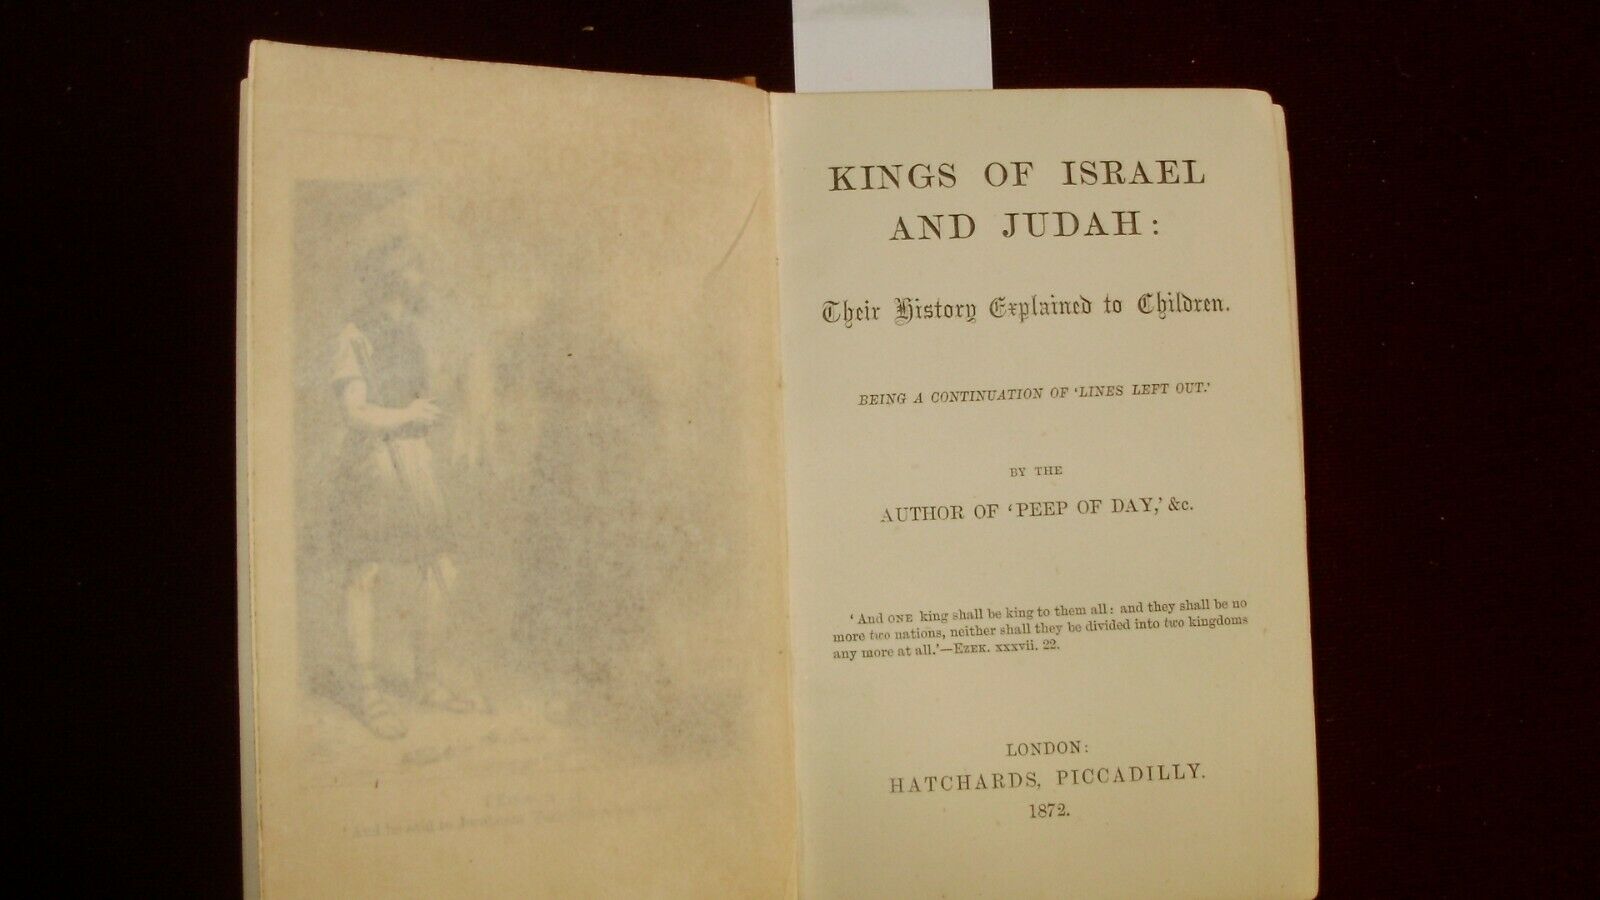 KINGS OF ISRAEL
AND JUDAH:
Their History Explained to Children.
BEING A CONTINUATION OF ‘LINES LEFT OUT.’
BY THE
AUTHOR OF ‘PEEP OF DAY,’ &c.
‘And ONE king shall be king to them all: and they shall be no
more two nations, neither shall they be divided into two kingdoms
any more at all.’—EZEK. xxxvii. 22.
LONDON:
HATCHARDS, PICCADILLY.
1872.